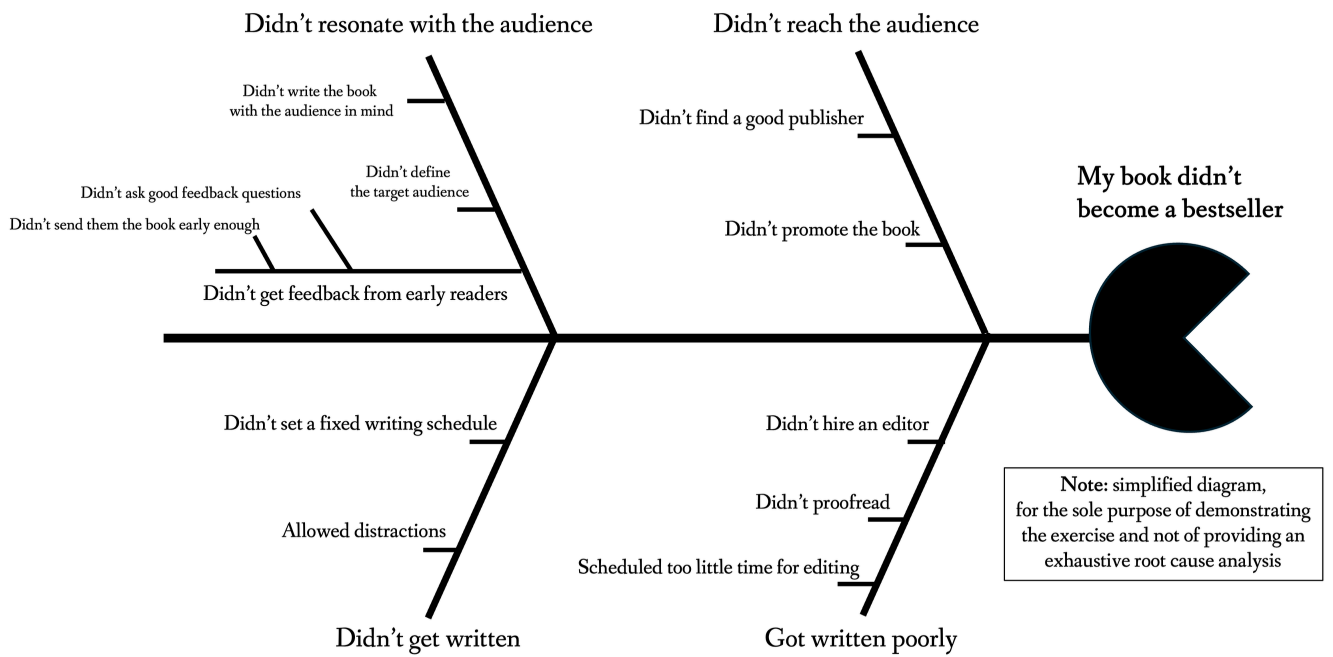 Didn’t resonate with the audience
Didn’t reach the audience
Didn’t write the book
with the audience in mind
Didn’t find a good publisher
Didn’t define
the target audience
Didn’t ask good feedback questions
Didn’t send them the book early enough
Didn’t promote the book
Didn’t get feedback from early readers
My book didn’t
become a bestseller
Didn’t set a fixed writing schedule
Didn’t hire an editor
Allowed distractions
Didn’t proofread
Scheduled too little time for editing
Didn’t get written
Got written poorly
Note: simplified diagram,
for the sole purpose of demonstrating
the exercise and not of providing an
exhaustive root cause analysis